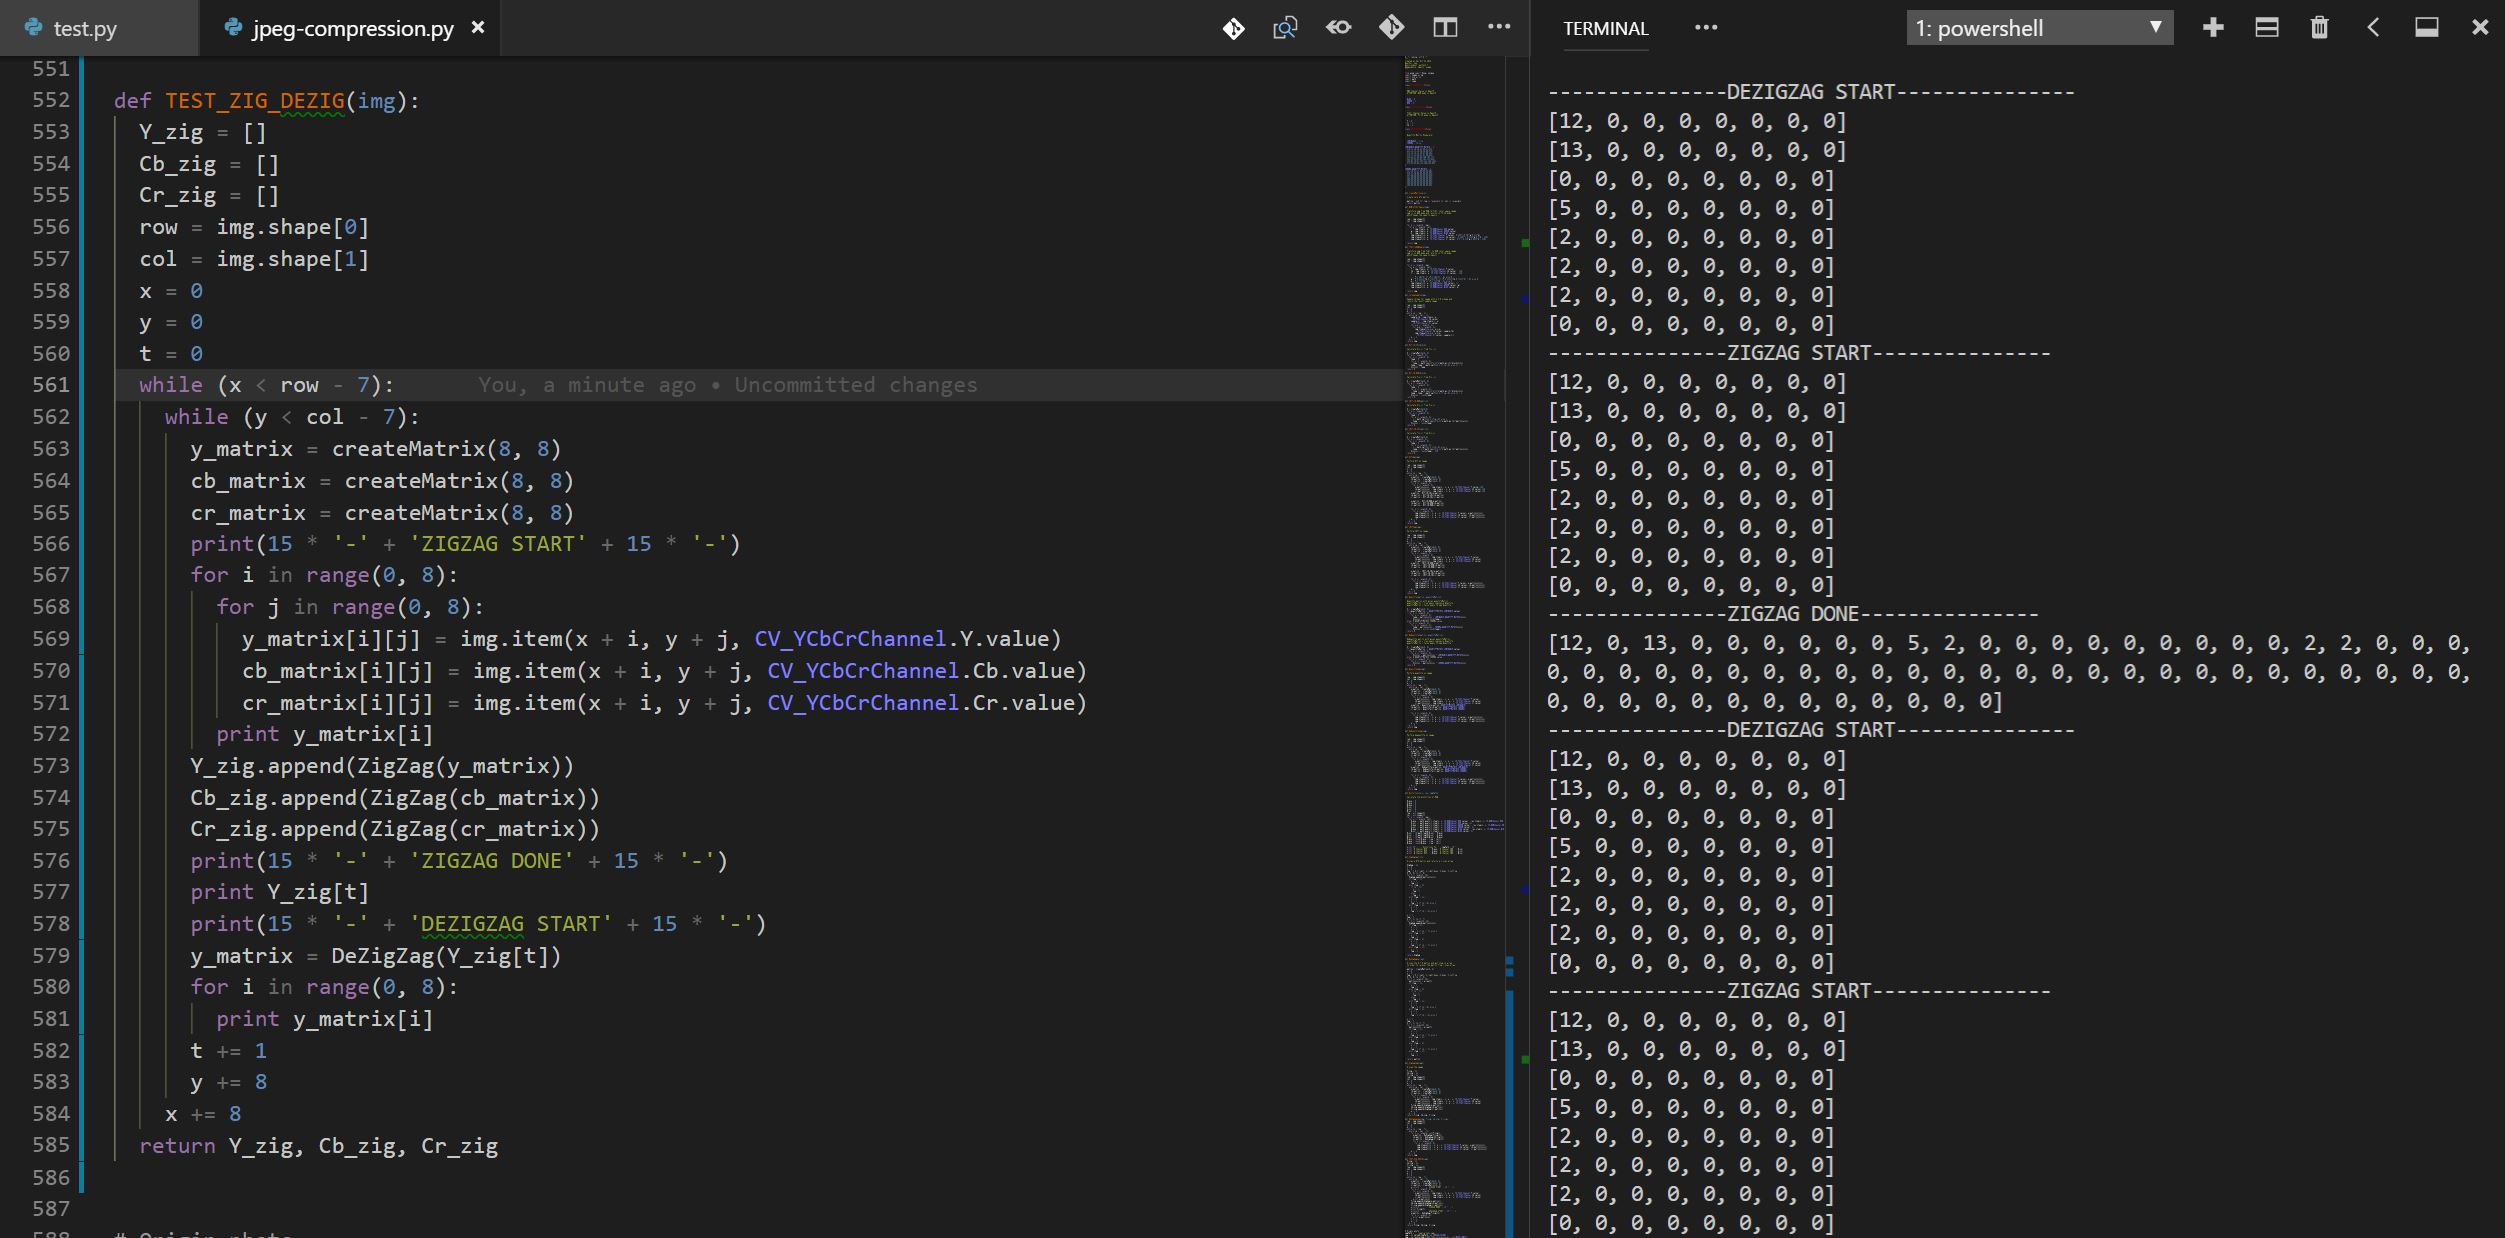 test.py
jpeg-compression.py
551
552 def TEST_ZIG_DEZIG(img):
553 Y_zig = []
554 Cb_zig = []
555 Cr_zig = []
556 row = img.shape[0]
557 col = img.shape[1]
558 x = 0
559 y = 0
560 t = 0
561 while (x < row - 7): You, a minute ago • Uncommitted changes
562 while (y < col - 7):
563 y_matrix = createMatrix(8, 8)
564 cb_matrix = createMatrix(8, 8)
565 cr_matrix = createMatrix(8, 8)
566 print(15 * '-' + 'ZIGZAG START' + 15 * '-')
567 for i in range(0, 8):
568 for j in range(0, 8):
569 y_matrix[i][j] = img.item(x + i, y + j, CV_YCbCrChannel.Y.value)
570 cb_matrix[i][j] = img.item(x + i, y + j, CV_YCbCrChannel.Cb.value)
571 cr_matrix[i][j] = img.item(x + i, y + j, CV_YCbCrChannel.Cr.value)
572 print y_matrix[i]
573 Y_zig.append(ZigZag(y_matrix))
574 Cb_zig.append(ZigZag(cb_matrix))
575 Cr_zig.append(ZigZag(cr_matrix))
576 print(15 * '-' + 'ZIGZAG DONE' + 15 * '-')
577 print Y_zig[t]
578 print(15 * '-' + 'DEZIGZAG START' + 15 * '-')
579 y_matrix = DeZigZag(Y_zig[t])
580 for i in range(0, 8):
581 print y_matrix[i]
582 t += 1
583 y += 8
584 x += 8
585 return Y_zig, Cb_zig, Cr_zig
586
587
TERMINAL
1: powershell
---------------DEZIGZAG START---------------
[12, 0, 0, 0, 0, 0, 0, 0]
[13, 0, 0, 0, 0, 0, 0, 0]
[0, 0, 0, 0, 0, 0, 0, 0]
[5, 0, 0, 0, 0, 0, 0, 0]
[2, 0, 0, 0, 0, 0, 0, 0]
[2, 0, 0, 0, 0, 0, 0, 0]
[2, 0, 0, 0, 0, 0, 0, 0]
[0, 0, 0, 0, 0, 0, 0, 0]
---------------ZIGZAG START---------------
[12, 0, 0, 0, 0, 0, 0, 0]
[13, 0, 0, 0, 0, 0, 0, 0]
[0, 0, 0, 0, 0, 0, 0, 0]
[5, 0, 0, 0, 0, 0, 0, 0]
[2, 0, 0, 0, 0, 0, 0, 0]
[2, 0, 0, 0, 0, 0, 0, 0]
[2, 0, 0, 0, 0, 0, 0, 0]
[0, 0, 0, 0, 0, 0, 0, 0]
---------------ZIGZAG DONE---------------
[12, 0, 13, 0, 0, 0, 0, 0, 0, 5, 2, 0, 0, 0, 0, 0, 0, 0, 0, 0, 2, 2, 0, 0, 0,
0, 0, 0, 0, 0, 0, 0, 0, 0, 0, 0, 0, 0, 0, 0, 0, 0, 0, 0, 0, 0, 0, 0, 0, 0, 0,
0, 0, 0, 0, 0, 0, 0, 0, 0, 0, 0, 0, 0]
---------------DEZIGZAG START---------------
[12, 0, 0, 0, 0, 0, 0, 0]
[13, 0, 0, 0, 0, 0, 0, 0]
[0, 0, 0, 0, 0, 0, 0, 0]
[5, 0, 0, 0, 0, 0, 0, 0]
[2, 0, 0, 0, 0, 0, 0, 0]
[2, 0, 0, 0, 0, 0, 0, 0]
[2, 0, 0, 0, 0, 0, 0, 0]
[0, 0, 0, 0, 0, 0, 0, 0]
---------------ZIGZAG START---------------
[12, 0, 0, 0, 0, 0, 0, 0]
[13, 0, 0, 0, 0, 0, 0, 0]
[0, 0, 0, 0, 0, 0, 0, 0]
[5, 0, 0, 0, 0, 0, 0, 0]
[2, 0, 0, 0, 0, 0, 0, 0]
[2, 0, 0, 0, 0, 0, 0, 0]
[2, 0, 0, 0, 0, 0, 0, 0]
[0, 0, 0, 0, 0, 0, 0, 0]